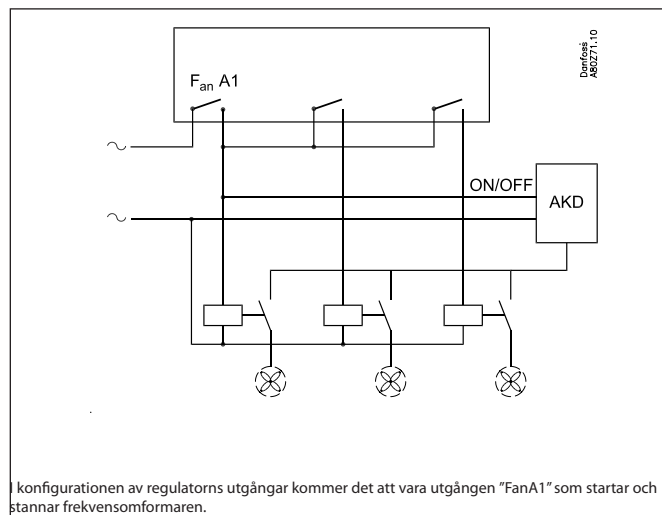 Danfoss
A80Z71.10
Fan A1
ON/OFF
AKD
I konfigurationen av regulatorns utgångar kommer det att vara utgången "FanA1" som startar och
stannar frekvensomformaren.